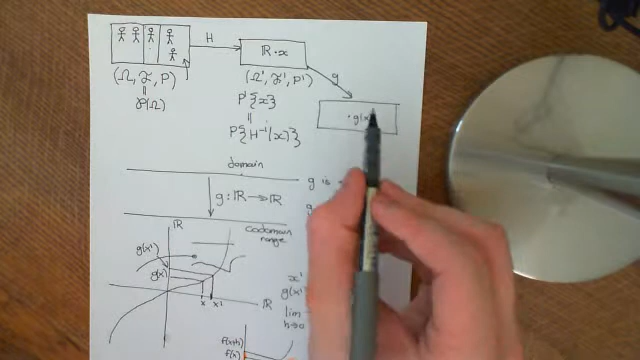 H
ℝ · x
(Ω, ℱ, P)
(Ω', ℱ', P')
g
||
𝒫(Ω)
P'{x}
||
P{H⁻¹(x)}
· g(x
domain
g : ℝ → ℝ
g is
g
codomain
range
ℝ
g(x')
g(x)
x x'
ℝ
x'
g(x'
lim
h→0
f(x+h)
f(x)